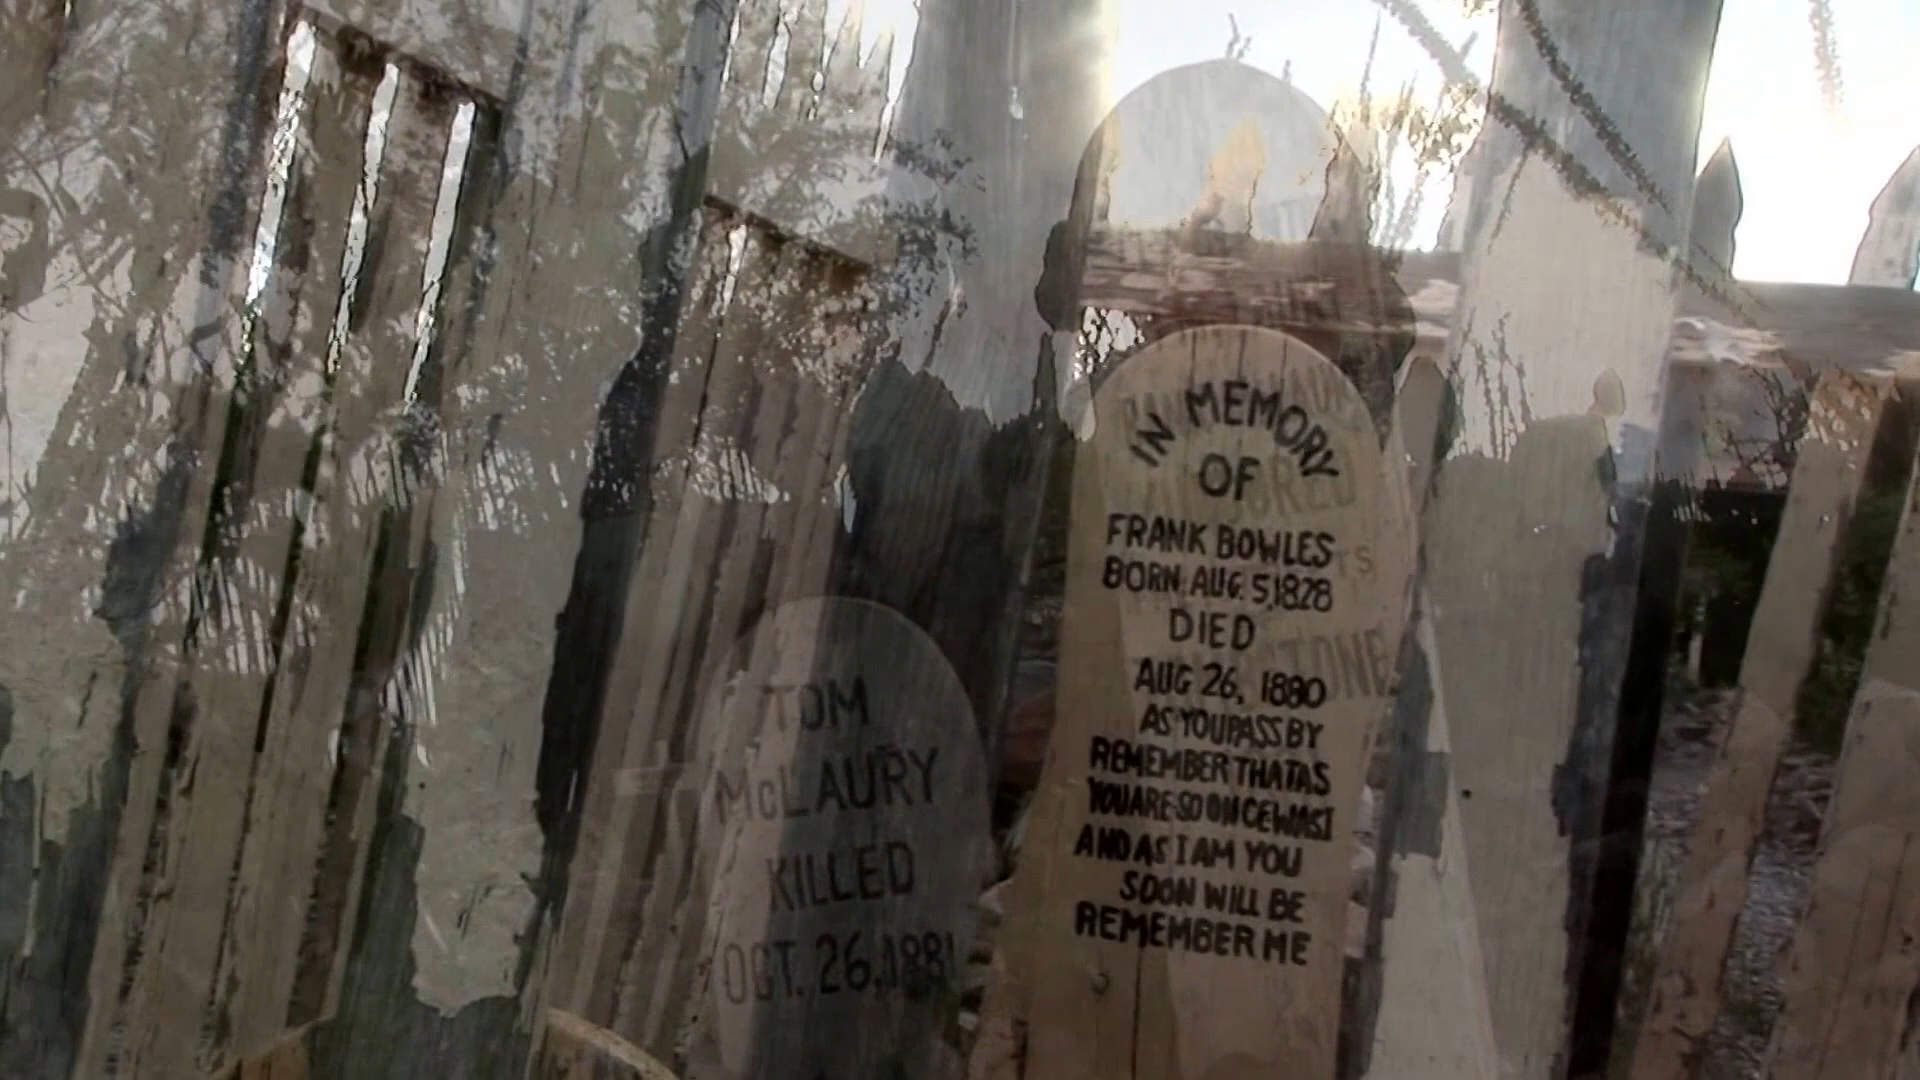 TOM
McLAURY
KILLED
OCT. 26, 1881
IN MEMORY
OF
FRANK BOWLES
BORN AUG. 5, 1828
DIED
AUG 26, 1880
AS YOU PASS BY
REMEMBER THAT AS
YOU ARE SO ONCE WAS I
AND AS I AM YOU
SOON WILL BE
REMEMBER ME